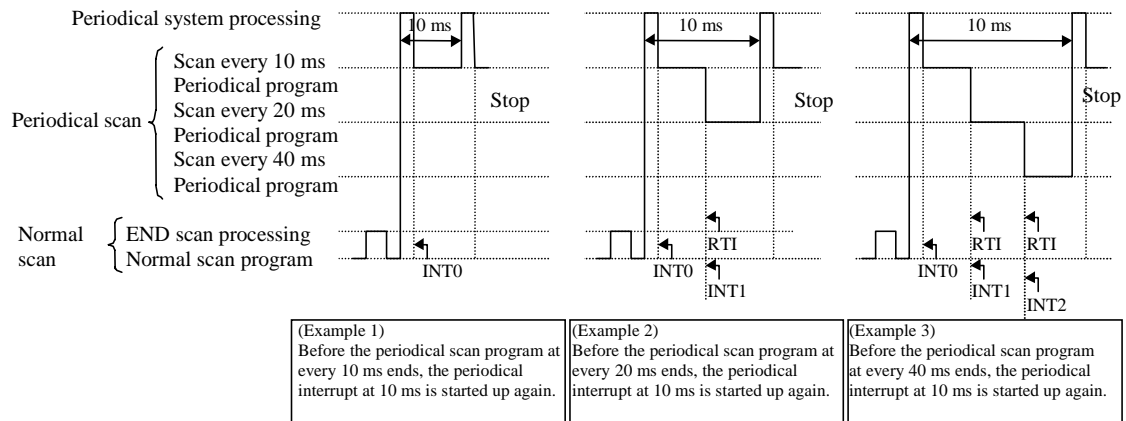 Periodical system processing
10 ms
10 ms
10 ms
Periodical scan
Scan every 10 ms
Periodical program
Scan every 20 ms
Periodical program
Scan every 40 ms
Periodical program
Stop
Stop
Stop
Normal
scan
END scan processing
Normal scan program
INT0
INT0
RTI
INT1
INT0
RTI
INT1
RTI
INT2
(Example 1)
Before the periodical scan program at
every 10 ms ends, the periodical
interrupt at 10 ms is started up again.
(Example 2)
Before the periodical scan program at
every 20 ms ends, the periodical
interrupt at 10 ms is started up again.
(Example 3)
Before the periodical scan program
at every 40 ms ends, the periodical
interrupt at 10 ms is started up again.